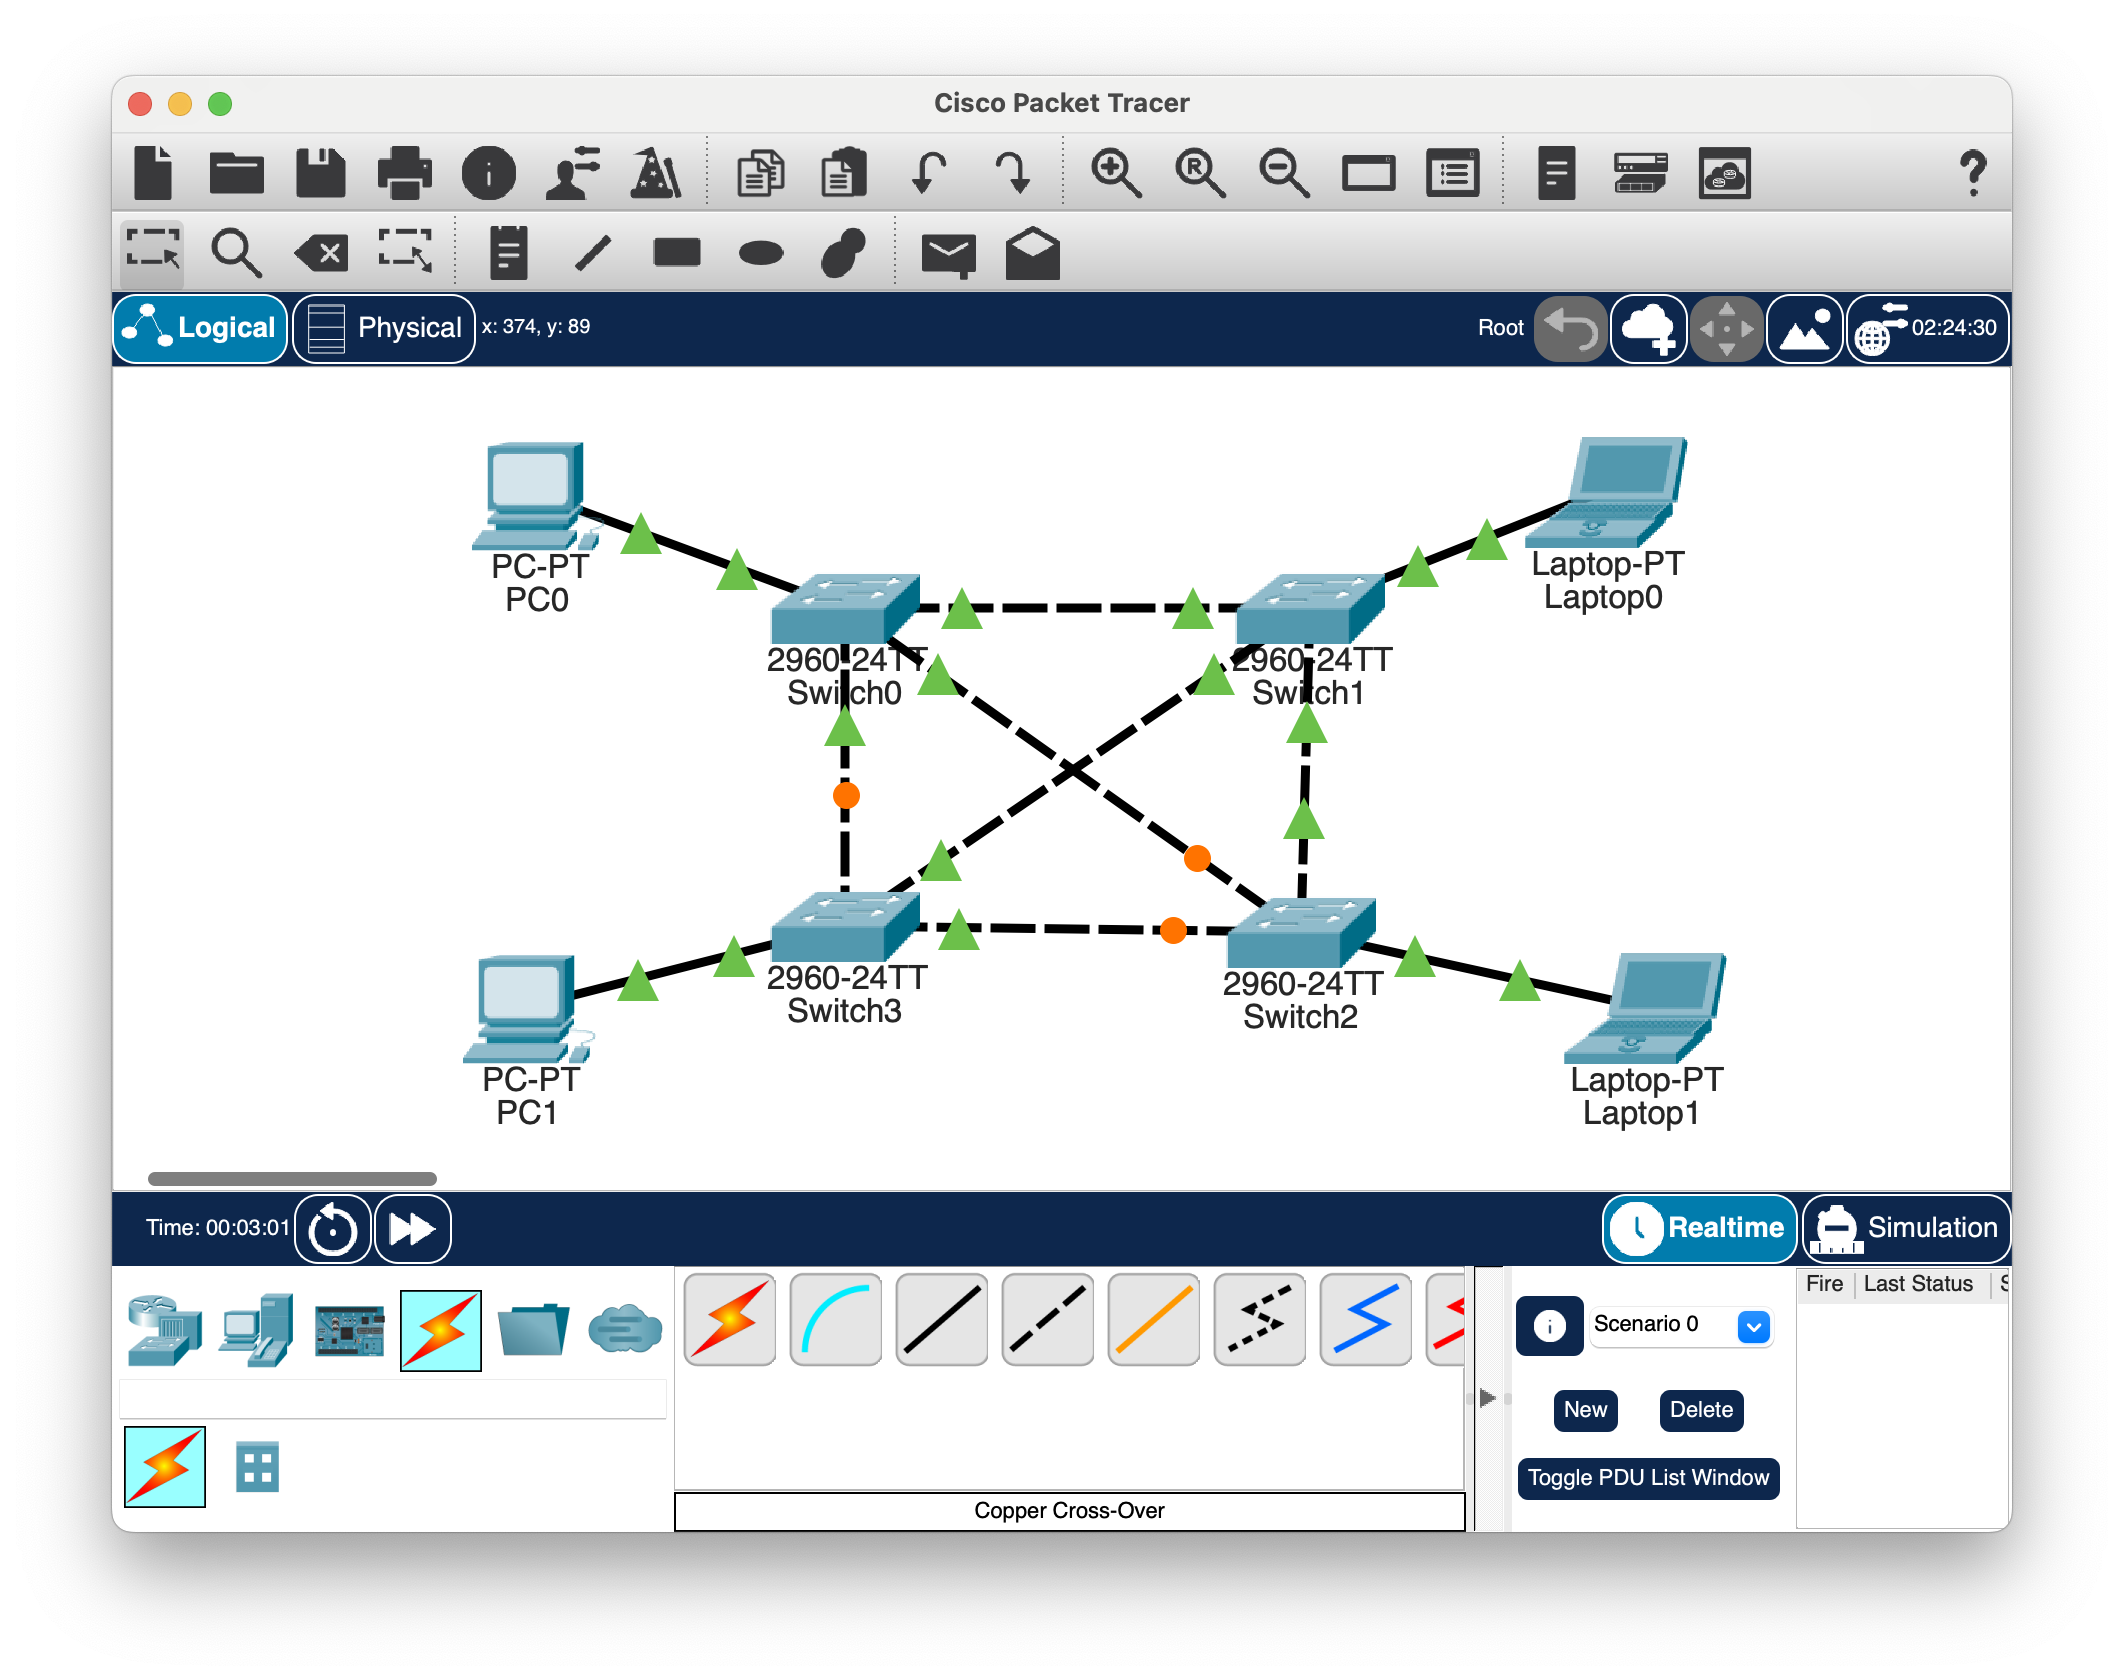 Cisco Packet Tracer
Logical
Physical
x: 374, y: 89
Root
02:24:30
PC-PT
PC0
Laptop-PT
Laptop0
2960-24TT
Switch0
2960-24TT
Switch1
2960-24TT
Switch3
2960-24TT
Switch2
PC-PT
PC1
Laptop-PT
Laptop1
Time: 00:03:01
Realtime
Simulation
Scenario 0
Fire
Last Status
New
Delete
Toggle PDU List Window
Copper Cross-Over